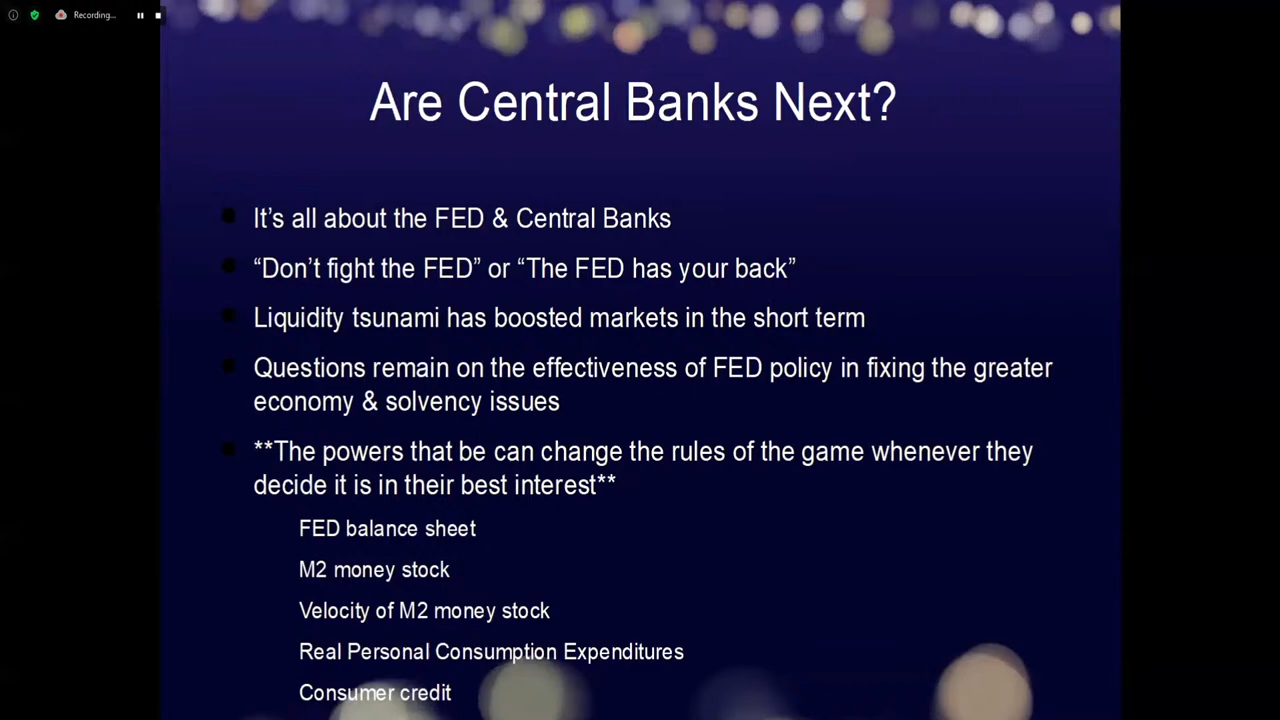 Recording...
Are Central Banks Next?
It’s all about the FED & Central Banks
“Don’t fight the FED” or “The FED has your back”
Liquidity tsunami has boosted markets in the short term
Questions remain on the effectiveness of FED policy in fixing the greater
economy & solvency issues
**The powers that be can change the rules of the game whenever they
decide it is in their best interest**
FED balance sheet
M2 money stock
Velocity of M2 money stock
Real Personal Consumption Expenditures
Consumer credit